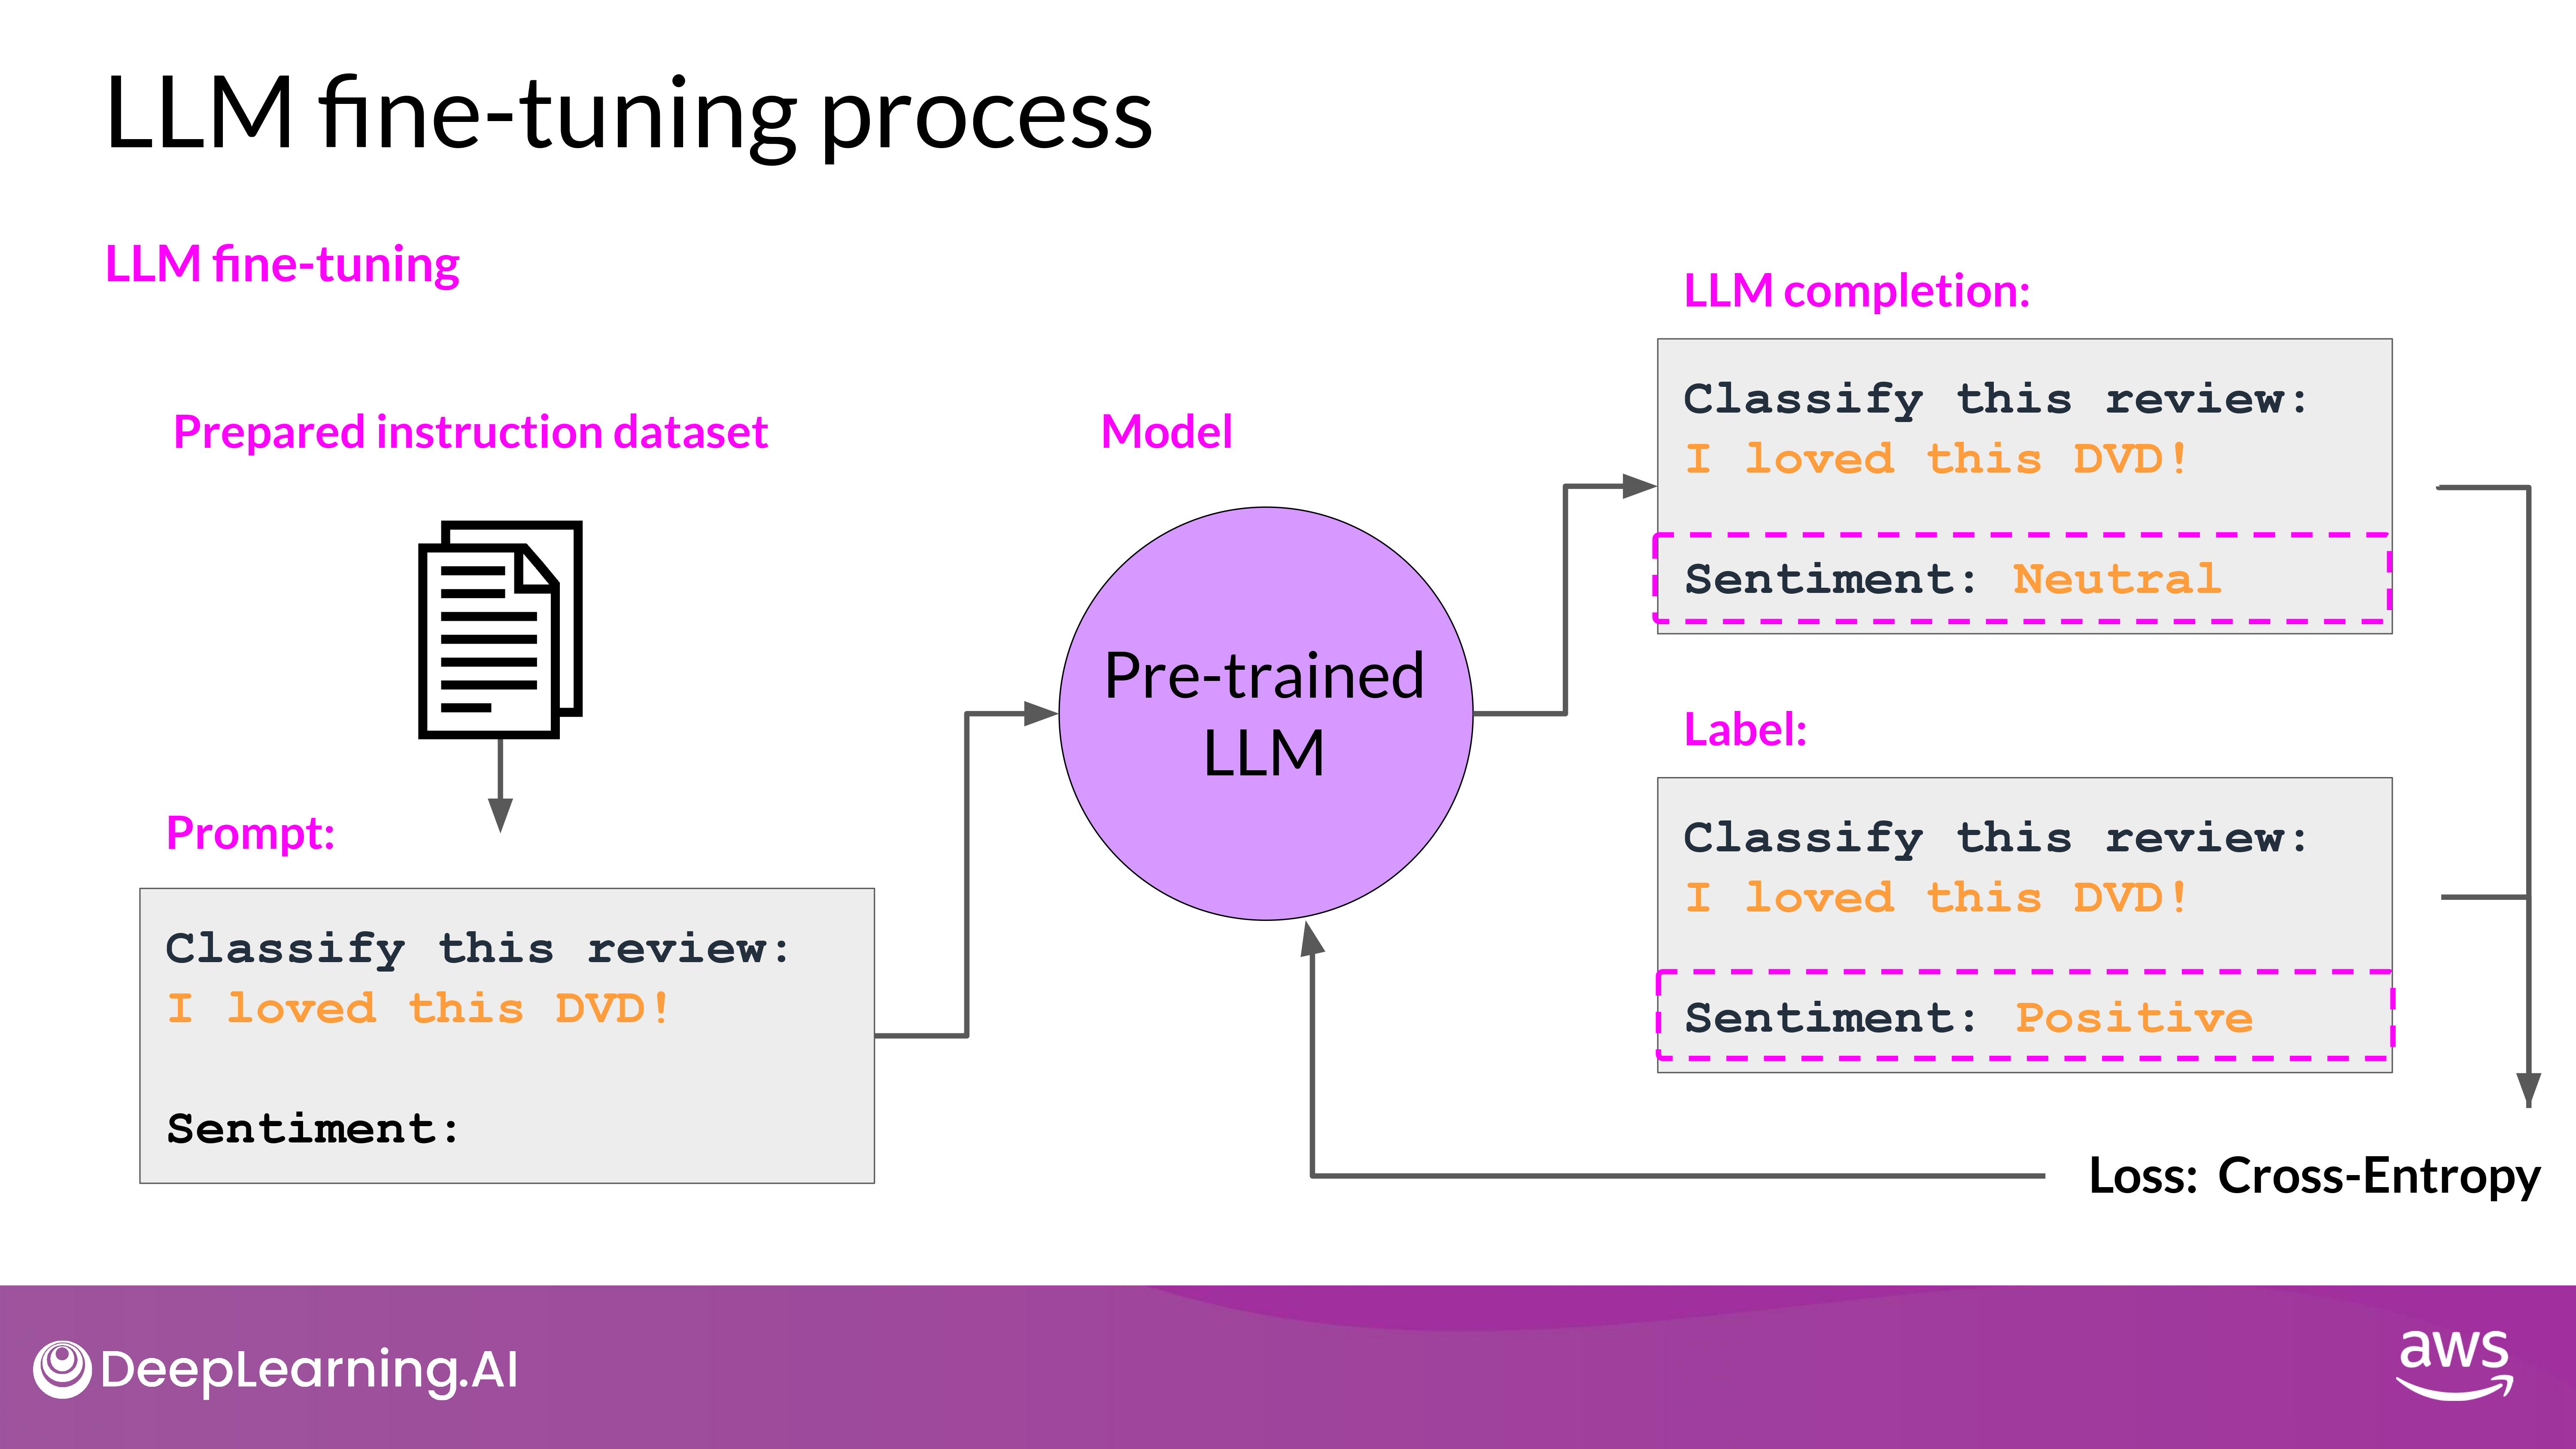 LLM fine-tuning process
LLM fine-tuning
Prepared instruction dataset
Prompt:
Classify this review:
I loved this DVD!
Sentiment:
Model
Pre-trained
LLM
LLM completion:
Classify this review:
I loved this DVD!
Sentiment: Neutral
Label:
Classify this review:
I loved this DVD!
Sentiment: Positive
Loss: Cross-Entropy
DeepLearning.AI
aws